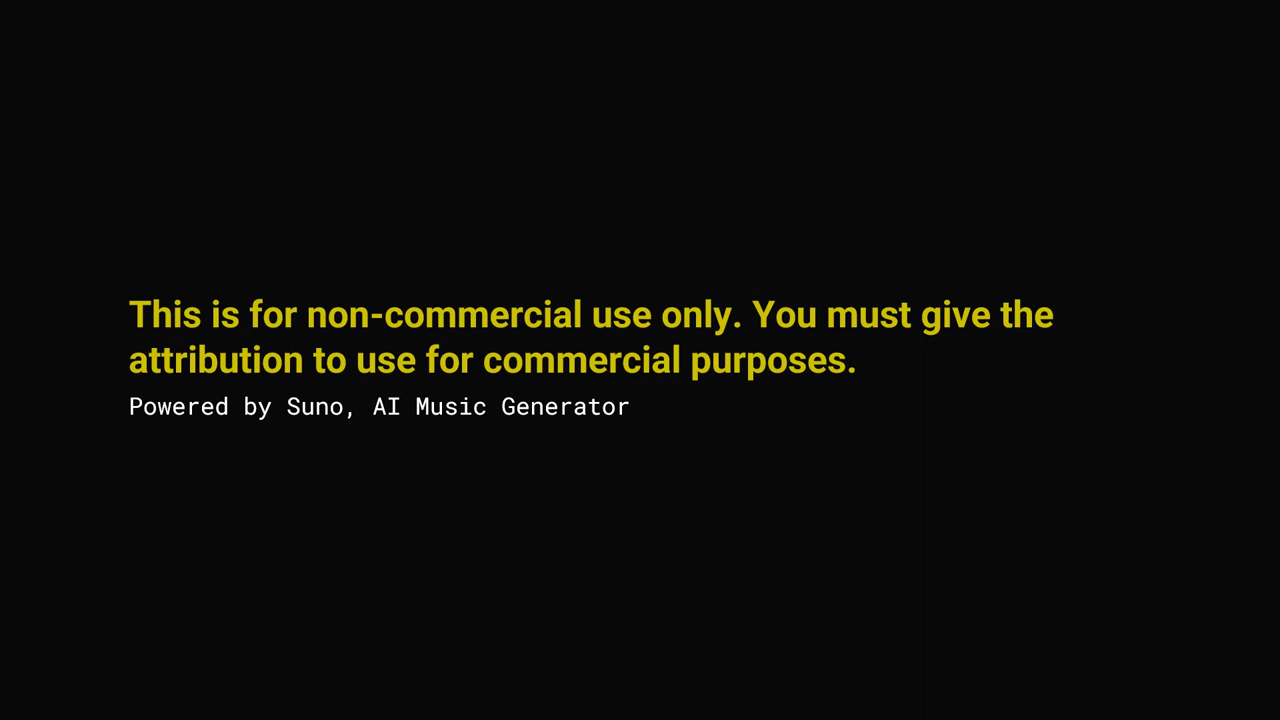 This is for non-commercial use only. You must give the
attribution to use for commercial purposes.
Powered by Suno, AI Music Generator